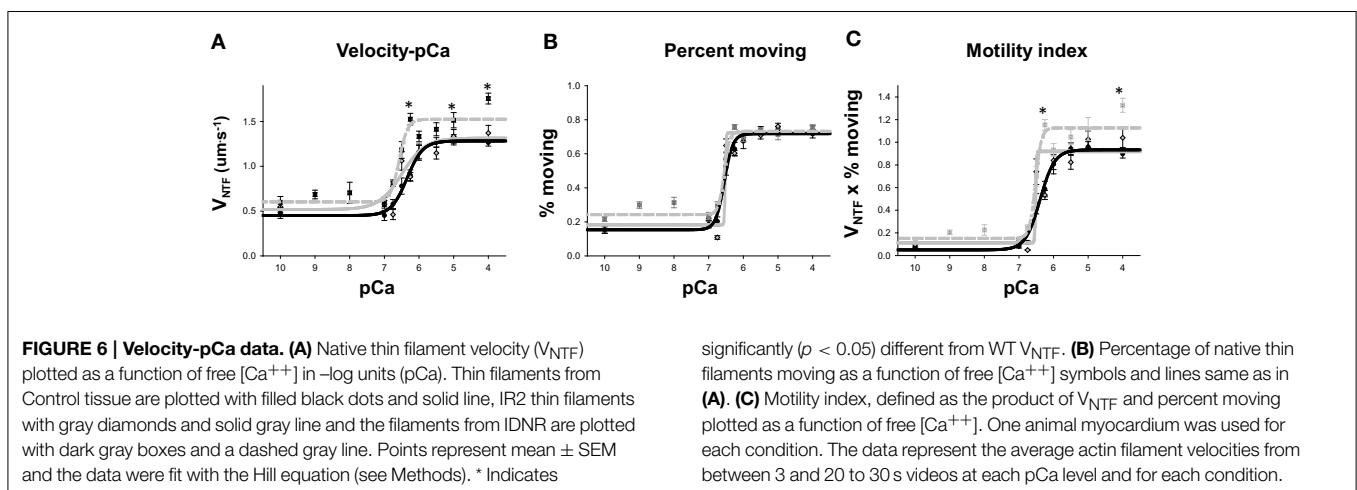 A
Velocity-pCa
V_NTF (um·s-1)
1.5
1.0
0.5
0.0
* * *
10 9 8 7 6 5 4
pCa
B
Percent moving
% moving
1.0
0.8
0.6
0.4
0.2
0.0
10 9 8 7 6 5 4
pCa
C
Motility index
V_NTF x % moving
1.4
1.2
1.0
0.8
0.6
0.4
0.2
0.0
* *
10 9 8 7 6 5 4
pCa
FIGURE 6 | Velocity-pCa data. (A) Native thin filament velocity (V_NTF)
plotted as a function of free [Ca++] in –log units (pCa). Thin filaments from
Control tissue are plotted with filled black dots and solid line, IR2 thin filaments
with gray diamonds and solid gray line and the filaments from IDNR are plotted
with dark gray boxes and a dashed gray line. Points represent mean ± SEM
and the data were fit with the Hill equation (see Methods). * Indicates
significantly (p < 0.05) different from WT V_NTF. (B) Percentage of native thin
filaments moving as a function of free [Ca++] symbols and lines same as in
(A). (C) Motility index, defined as the product of V_NTF and percent moving
plotted as a function of free [Ca++]. One animal myocardium was used for
each condition. The data represent the average actin filament velocities from
between 3 and 20 to 30 s videos at each pCa level and for each condition.